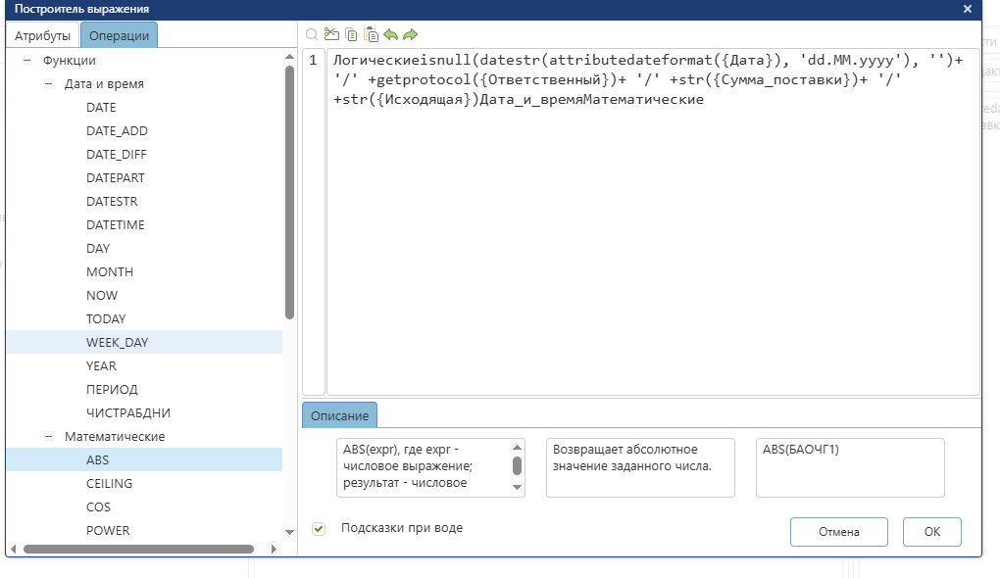 Построитель выражения
Атрибуты
Операции
Функции
Дата и время
DATE
DATE_ADD
DATE_DIFF
DATEPART
DATESTR
DATETIME
DAY
MONTH
NOW
TODAY
WEEK_DAY
YEAR
ПЕРИОД
ЧИСТРАБДНИ
Математические
ABS
CEILING
COS
POWER
1
Логическиеisnull(datestr(attributedateformat({Дата}), 'dd.MM.yyyy'), '')+
'/' +getprotocol({Ответственный})+ '/' +str({Сумма_поставки})+ '/'
+str({Исходящая})Дата_и_времяМатематические
Описание
ABS(expr), где expr -
числовое выражение;
результат - числовое
Возвращает абсолютное
значение заданного числа.
ABS(БАОЧГ1)
Подсказки при воде
Отмена
ОК